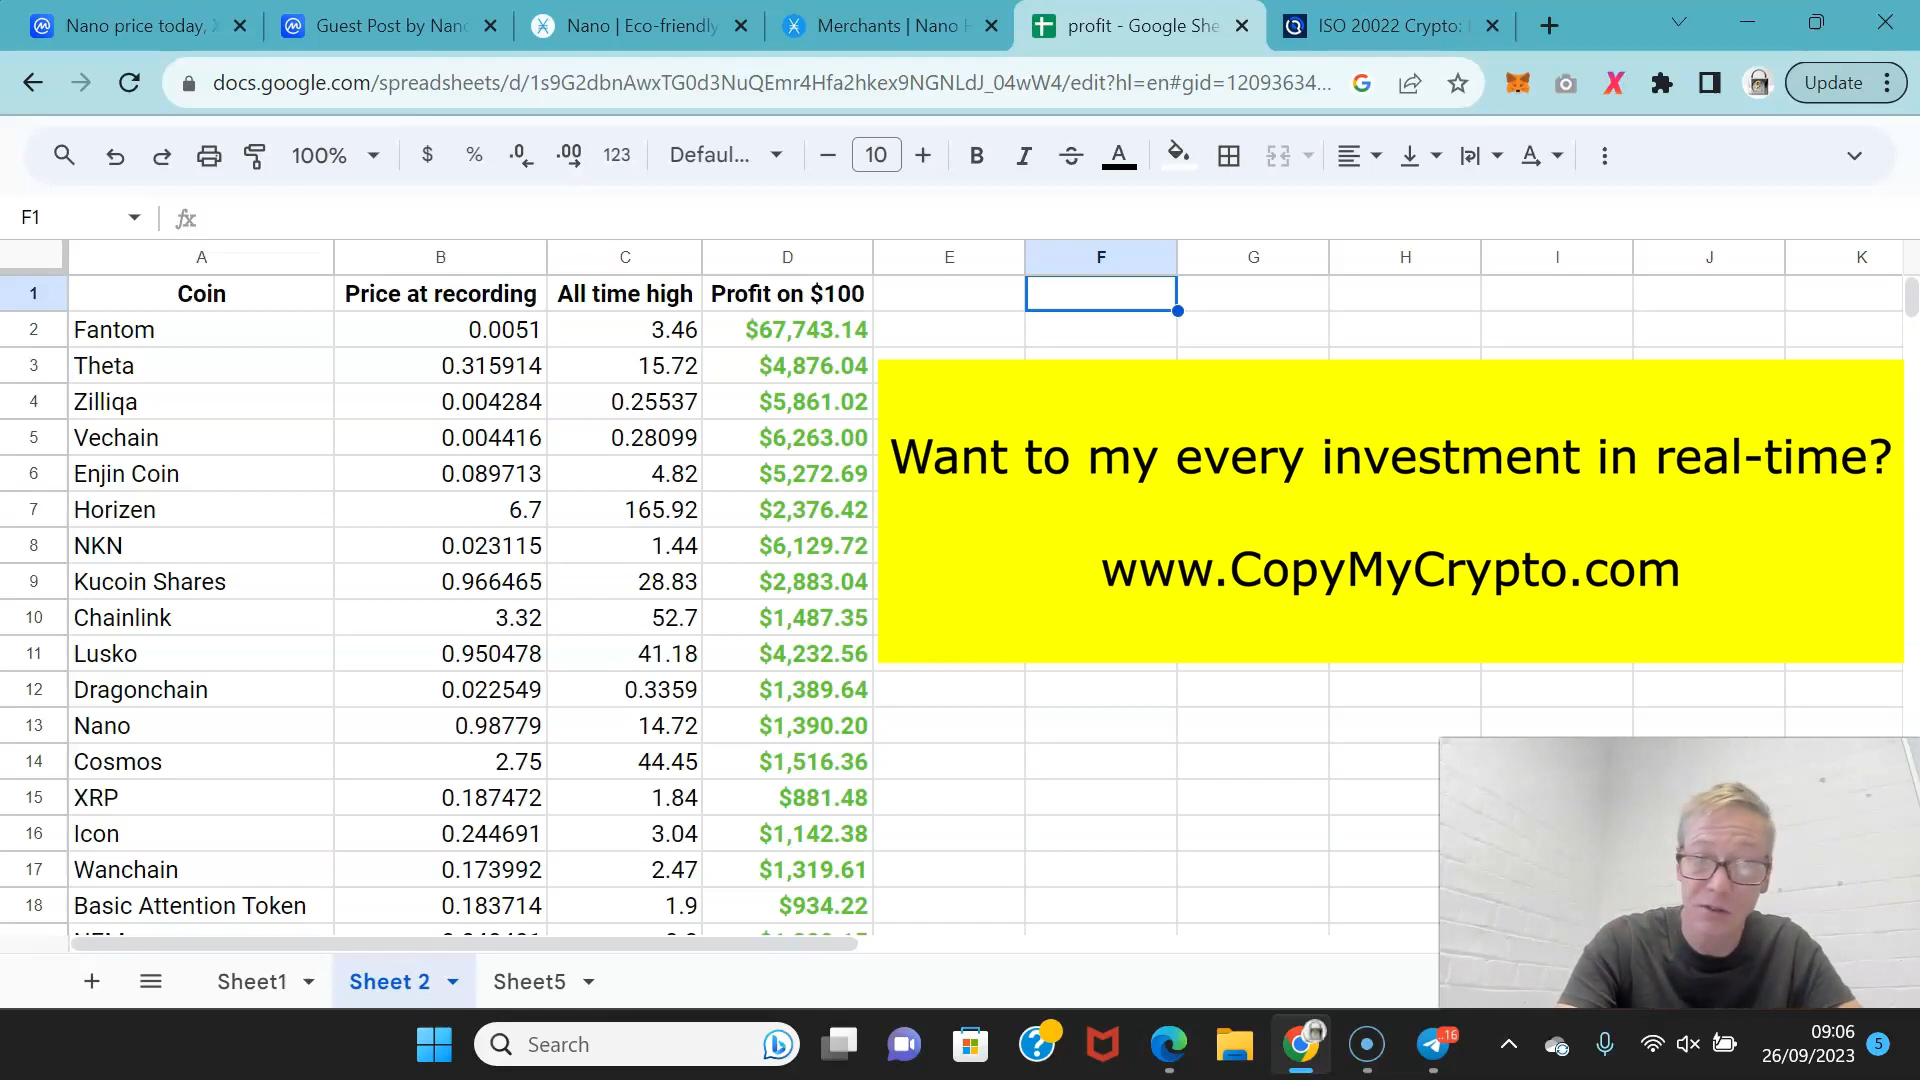 Nano price today,
Guest Post by Nano
Nano | Eco-friendly
Merchants | Nano H
profit - Google She
ISO 20022 Crypto:
docs.google.com/spreadsheets/d/1s9G2dbnAwxTG0d3NuQEmr4Hfa2hkex9NGNLdJ_04wW4/edit?hl=en#gid=12093634...
Update
100%
$
%
.0
.00
123
Defaul...
10
B
I
A
A
F1
fx
A B C D E F G H I J K
1 Coin Price at recording All time high Profit on $100
2 Fantom 0.0051 3.46 $67,743.14
3 Theta 0.315914 15.72 $4,876.04
4 Zilliqa 0.004284 0.25537 $5,861.02
5 Vechain 0.004416 0.28099 $6,263.00
6 Enjin Coin 0.089713 4.82 $5,272.69
7 Horizen 6.7 165.92 $2,376.42
8 NKN 0.023115 1.44 $6,129.72
9 Kucoin Shares 0.966465 28.83 $2,883.04
10 Chainlink 3.32 52.7 $1,487.35
11 Lusko 0.950478 41.18 $4,232.56
12 Dragonchain 0.022549 0.3359 $1,389.64
13 Nano 0.98779 14.72 $1,390.20
14 Cosmos 2.75 44.45 $1,516.36
15 XRP 0.187472 1.84 $881.48
16 Icon 0.244691 3.04 $1,142.38
17 Wanchain 0.173992 2.47 $1,319.61
18 Basic Attention Token 0.183714 1.9 $934.22
Want to my every investment in real-time?
www.CopyMyCrypto.com
Sheet1
Sheet 2
Sheet5
Search
..16
09:06
26/09/2023
5